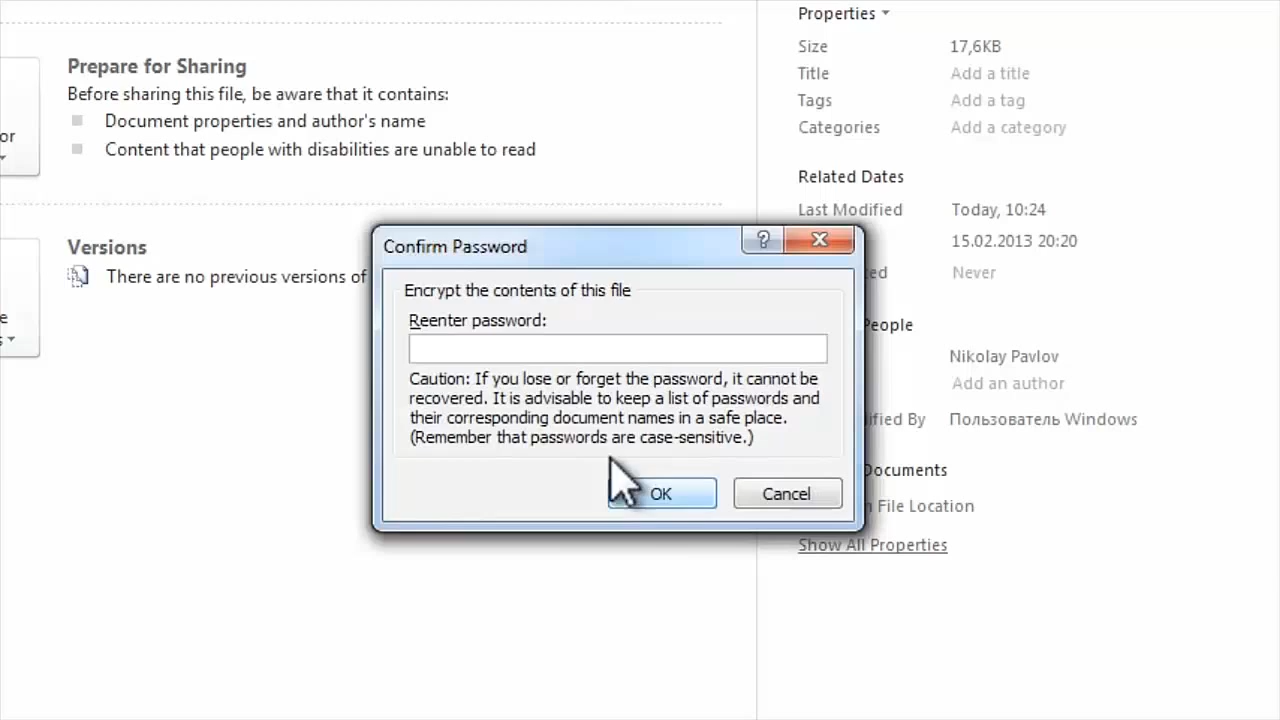 Properties
Size 17,6KB
Title Add a title
Tags Add a tag
Categories Add a category
Related Dates
Last Modified Today, 10:24
15.02.2013 20:20
ed Never
People
Nikolay Pavlov
Add an author
ified By Пользователь Windows
Documents
File Location
Show All Properties
Prepare for Sharing
Before sharing this file, be aware that it contains:
Document properties and author's name
Content that people with disabilities are unable to read
or
Versions
There are no previous versions of
e
s
Confirm Password
?
Encrypt the contents of this file
Reenter password:
Caution: If you lose or forget the password, it cannot be
recovered. It is advisable to keep a list of passwords and
their corresponding document names in a safe place.
(Remember that passwords are case-sensitive.)
OK Cancel